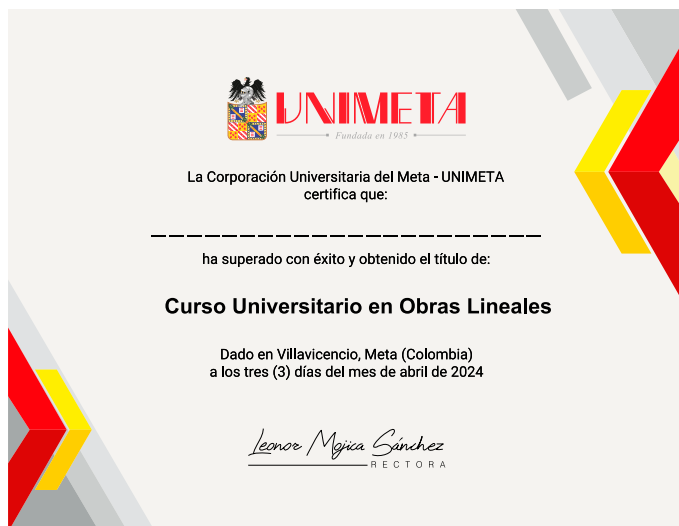 UNIMETA
Fundada en 1985
La Corporación Universitaria del Meta - UNIMETA
certifica que:
ha superado con éxito y obtenido el título de:
Curso Universitario en Obras Lineales
Dado en Villavicencio, Meta (Colombia)
a los tres (3) días del mes de abril de 2024
Leonor Mojica Sánchez
RECTORA